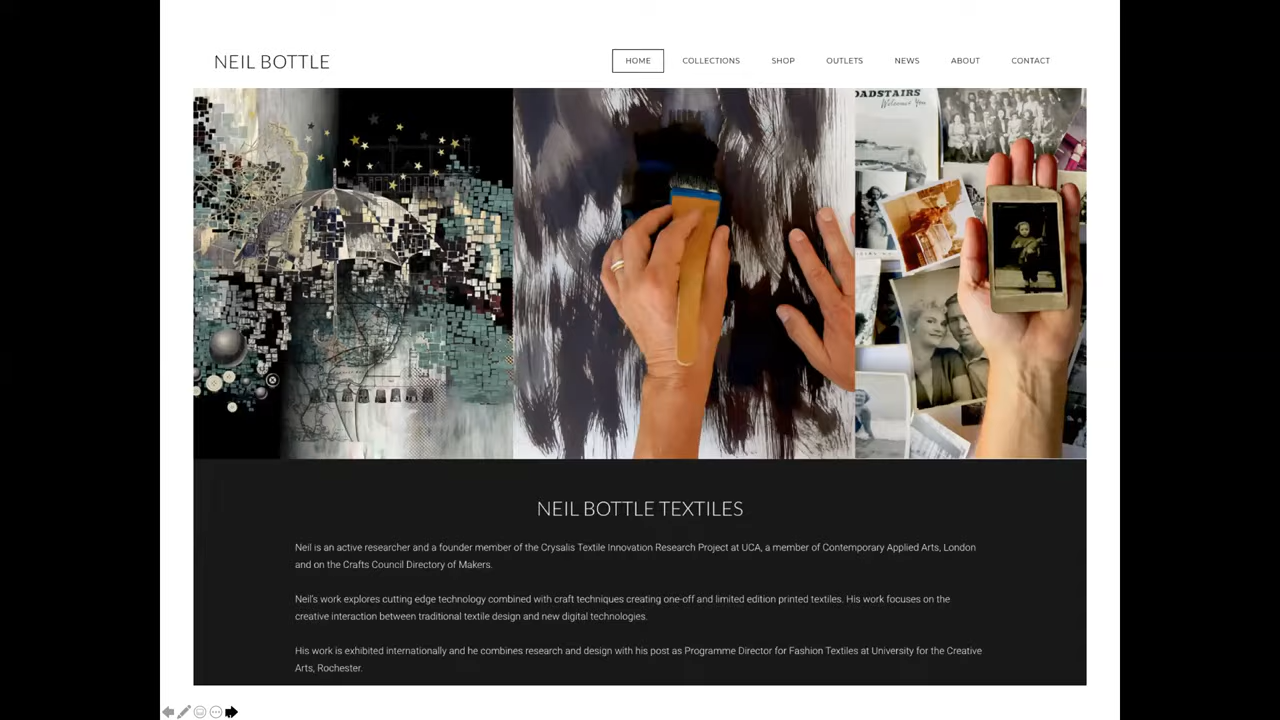 NEIL BOTTLE
HOME COLLECTIONS SHOP OUTLETS NEWS ABOUT CONTACT
OADSTAIRS
Welcomes You
NEIL BOTTLE TEXTILES
Neil is an active researcher and a founder member of the Crysalis Textile Innovation Research Project at UCA, a member of Contemporary Applied Arts, London
and on the Crafts Council Directory of Makers.
Neil's work explores cutting edge technology combined with craft techniques creating one-off and limited edition printed textiles. His work focuses on the
creative interaction between traditional textile design and new digital technologies.
His work is exhibited internationally and he combines research and design with his post as Programme Director for Fashion Textiles at University for the Creative
Arts, Rochester.